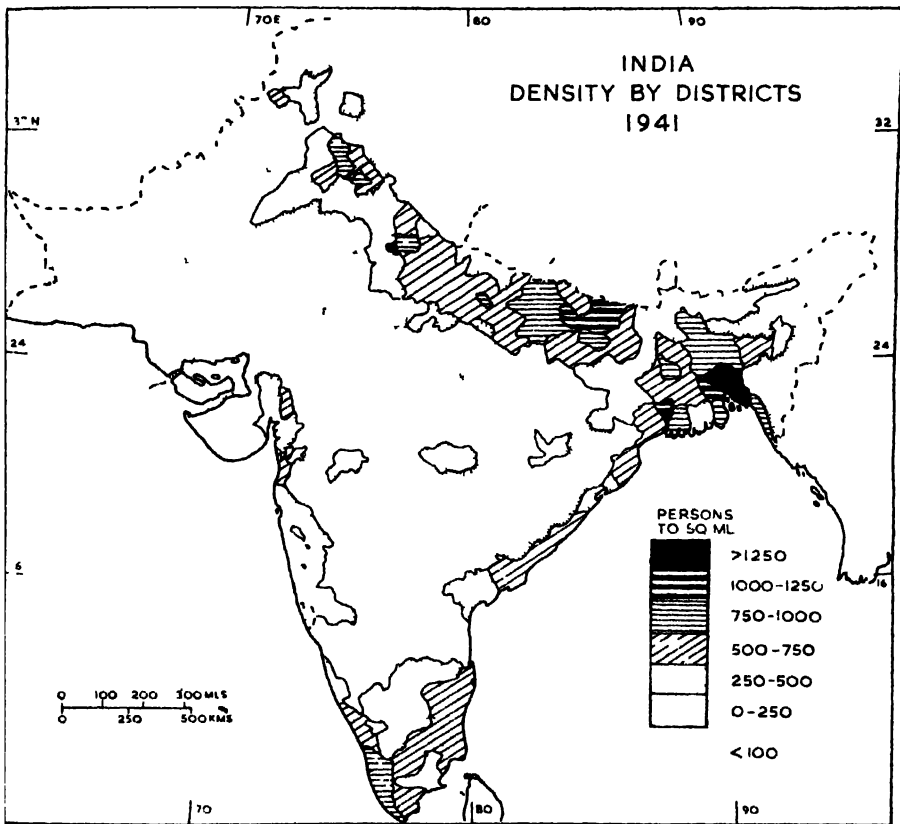 70E 80 90
INDIA
DENSITY BY DISTRICTS
1941
N 32
24 24
PERSONS
TO SQ ML
>1250
6 1000-1250 16
750-1000
500-750
250-500
0-250
<100
0 100 200 300 MLS
0 250 500 KMS
70 80 90